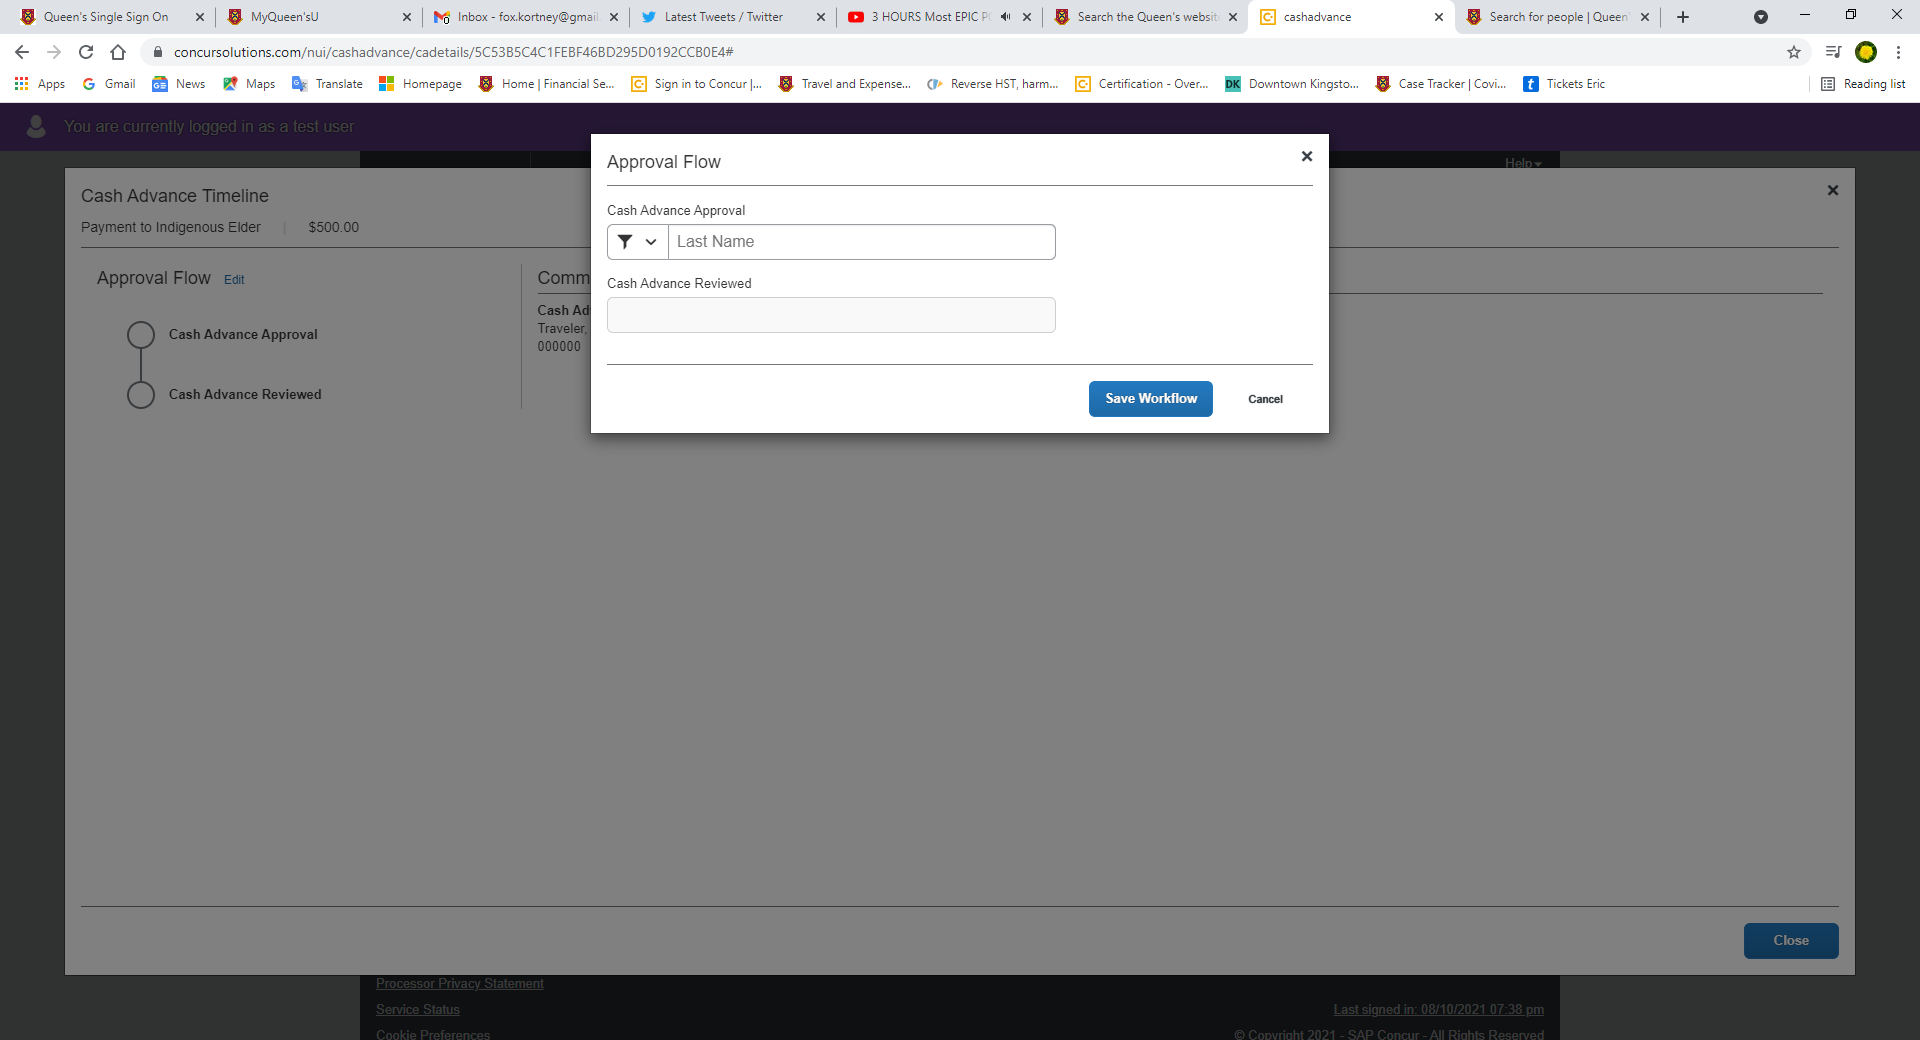 Queen's Single Sign On
MyQueen'sU
Inbox - fox.kortney@gmail.
Latest Tweets / Twitter
3 HOURS Most EPIC P
Search the Queen's websit
cashadvance
Search for people | Queen'
concursolutions.com/nui/cashadvance/cadetails/5C53B5C4C1FEBF46BD295D0192CCB0E4#
Apps
Gmail
News
Maps
Translate
Homepage
Home | Financial Se...
Sign in to Concur |...
Travel and Expense...
Reverse HST, harm...
Certification - Over...
DK
Downtown Kingsto...
Case Tracker | Covi...
Tickets Eric
Reading list
You are currently logged in as a test user
Help
Approval Flow
Cash Advance Approval
Last Name
Cash Advance Reviewed
Save Workflow
Cancel
Cash Advance Timeline
Payment to Indigenous Elder | $500.00
Approval Flow Edit
Cash Advance Approval
Cash Advance Reviewed
Comm
Cash Ad
Traveler,
000000
Close
Processor Privacy Statement
Service Status
Last signed in: 08/10/2021 07:38 pm
Cookie Preferences
© Copyright 2021 - SAP Concur - All Rights Reserved